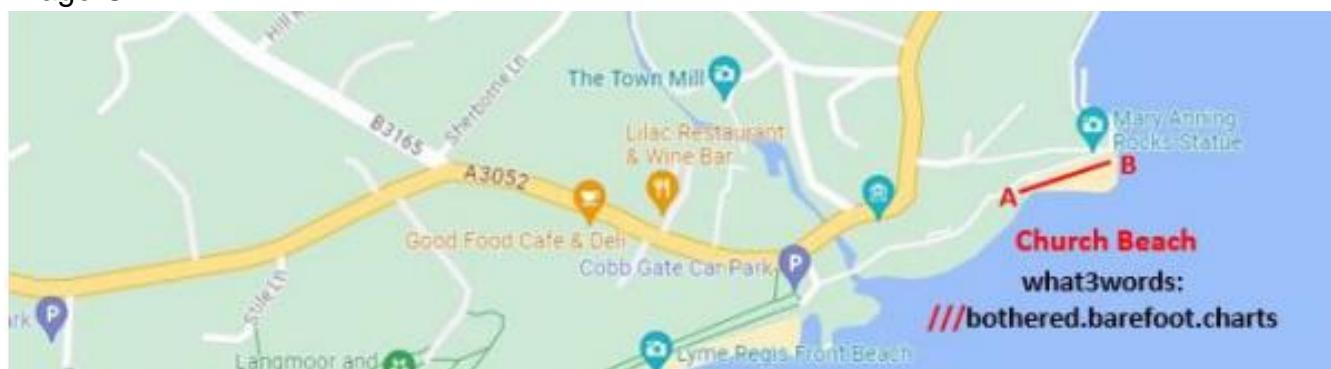 Hill R
The Town Mill
Sherborne Ln
B3165
Lilac Restaurant
& Wine Bar
Mary Anning
Rocks Statue
A3052
B
A
Good Food Cafe & Deli
Church Beach
Cobb Gate Car Park
P
what3words:
Stile Ln
///bothered.barefoot.charts
ark
P
Langmoor and
Lyme Regis Front Beach